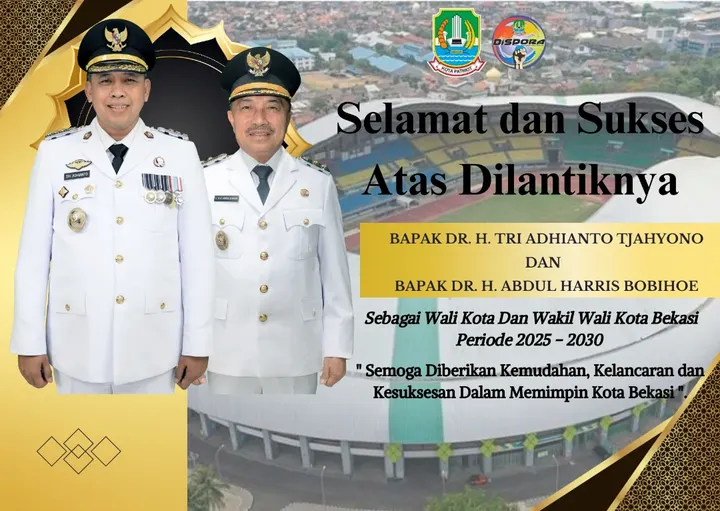 KOTA PATRIOT
DISPORA
Selamat dan Sukses
Atas Dilantiknya
BAPAK DR. H. TRI ADHIANTO TJAHYONO
DAN
BAPAK DR. H. ABDUL HARRIS BOBIHOE
Sebagai Wali Kota Dan Wakil Wali Kota Bekasi
Periode 2025 - 2030
" Semoga Diberikan Kemudahan, Kelancaran dan
Kesuksesan Dalam Memimpin Kota Bekasi ".